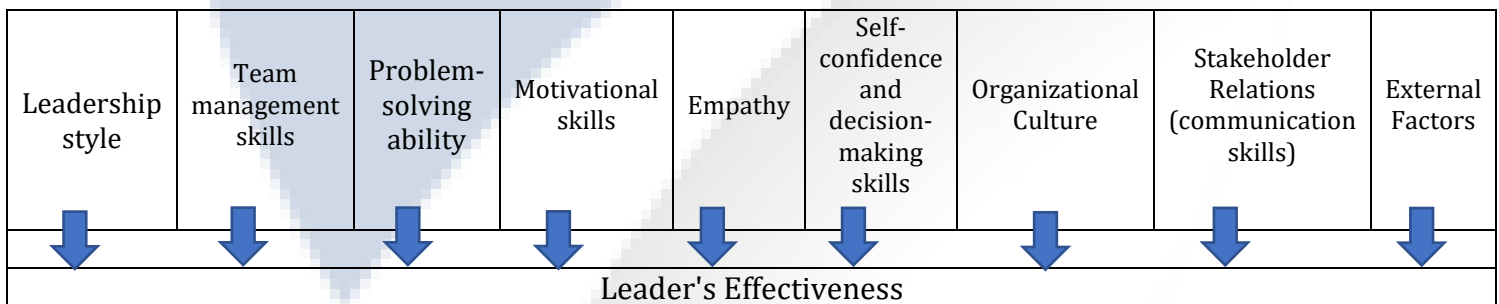 Leadership
style
Team
management
skills
Problem-
solving
ability
Motivational
skills
Empathy
Self-
confidence
and
decision-
making
skills
Organizational
Culture
Stakeholder
Relations
(communication
skills)
External
Factors
Leader's Effectiveness